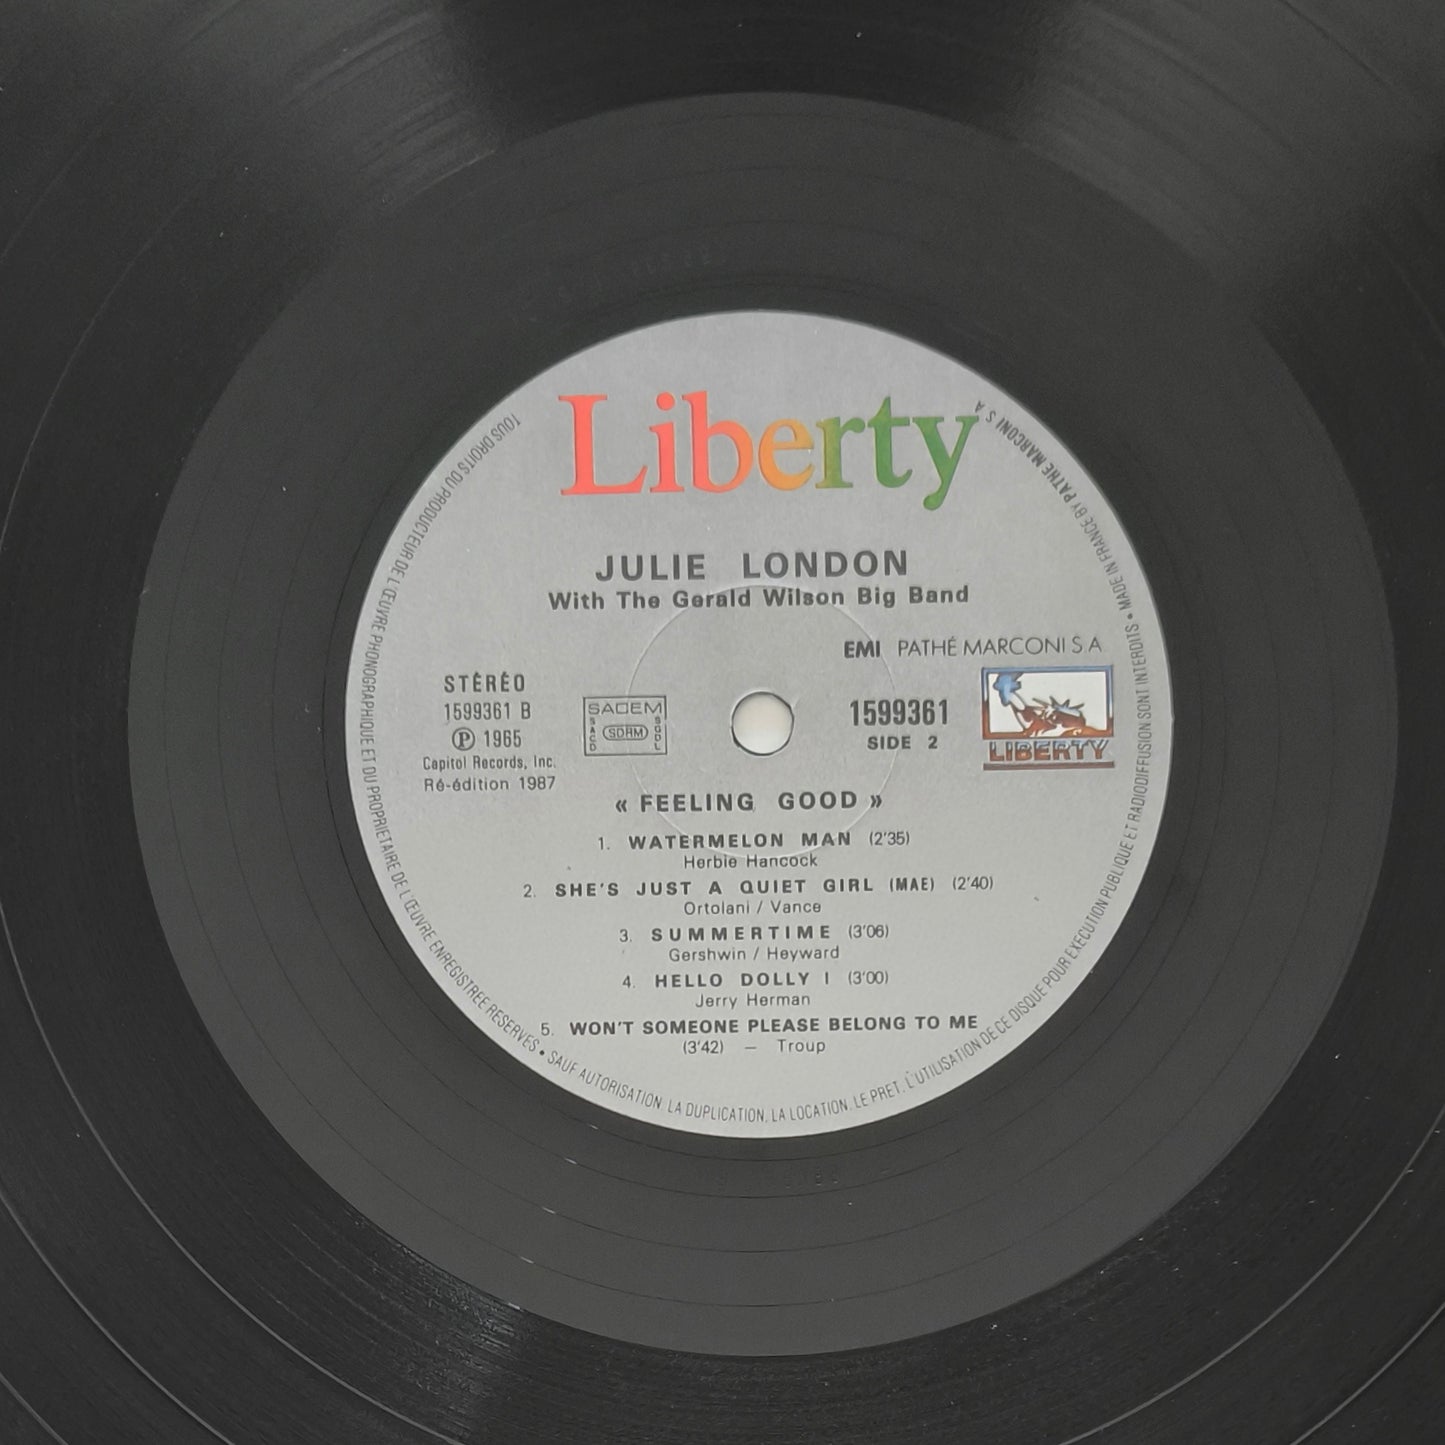 Liberty
JULIE LONDON
With The Gerald Wilson Big Band
EMI PATHÉ MARCONI S A
STÉRÉO
1599361 B
Ⓟ 1965
Capitol Records, Inc.
Ré-édition 1987
SACEM
SACD
SDRM
SGDL
1599361
SIDE 2
LIBERTY
« FEELING GOOD »
1. WATERMELON MAN (2'35)
Herbie Hancock
2. SHE'S JUST A QUIET GIRL (MAE) (2'40)
Ortolani / Vance
3. SUMMERTIME (3'06)
Gershwin / Heyward
4. HELLO DOLLY ! (3'00)
Jerry Herman
5. WON'T SOMEONE PLEASE BELONG TO ME
(3'42) — Troup
TOUS DROITS DU PRODUCTEUR DE L'ŒUVRE PHONOGRAPHIQUE ET DU PROPRIETAIRE DE L'ŒUVRE ENREGISTREE RESERVES • SAUF AUTORISATION LA DUPLICATION, LA LOCATION, LE PRET, L'UTILISATION DE CE DISQUE POUR EXECUTION PUBLIQUE ET RADIODIFFUSION SONT INTERDITS • MADE IN FRANCE BY PATHE MARCONI S A